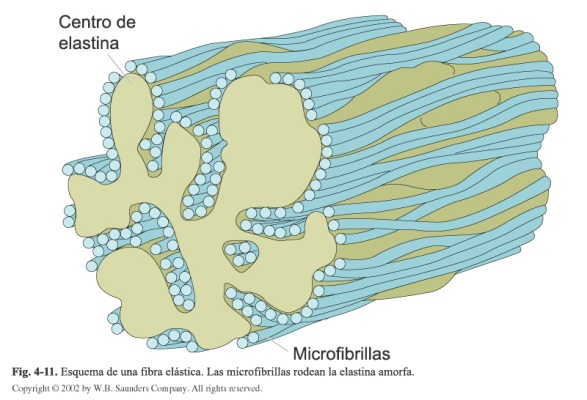 Centro de
elastina
Microfibrillas
Fig. 4-11. Esquema de una fibra elástica. Las microfibrillas rodean la elastina amorfa.
Copyright © 2002 by W.B. Saunders Company. All rights reserved.